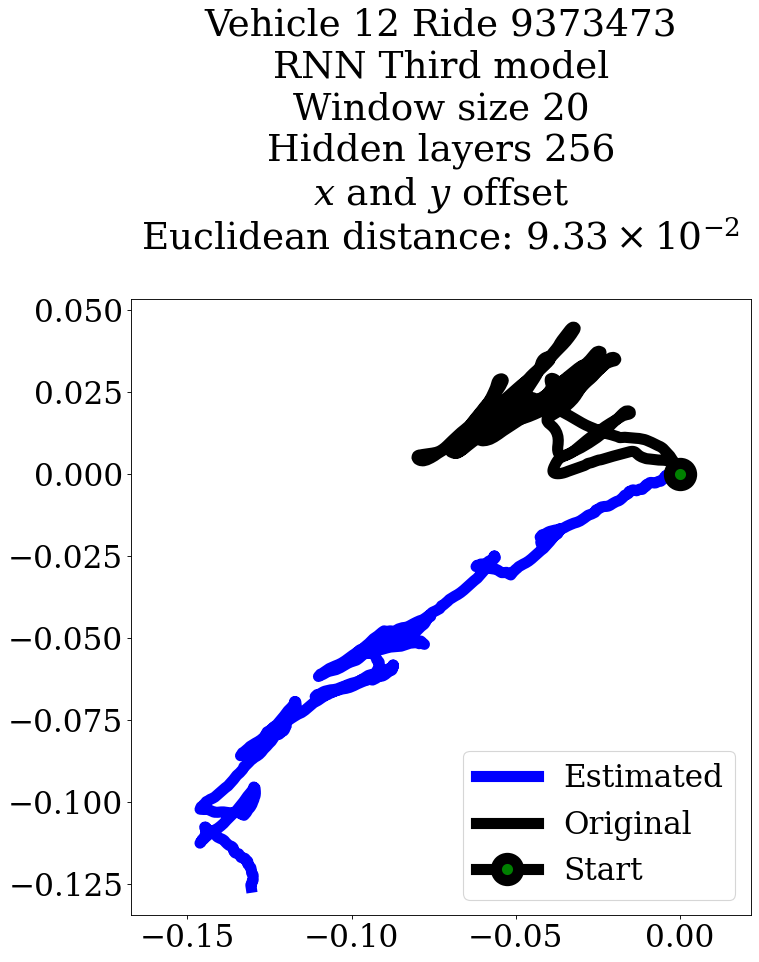 Vehicle 12 Ride 9373473
RNN Third model
Window size 20
Hidden layers 256
x and y offset
Euclidean distance: 9.33 × 10⁻²
0.050
0.025
0.000
−0.025
−0.050
−0.075
−0.100
−0.125
Estimated
Original
Start
−0.15 −0.10 −0.05 0.00